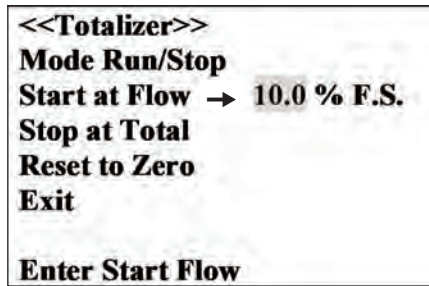 <<Totalizer>>
Mode Run/Stop
Start at Flow → 10.0 % F.S.
Stop at Total
Reset to Zero
Exit
Enter Start Flow